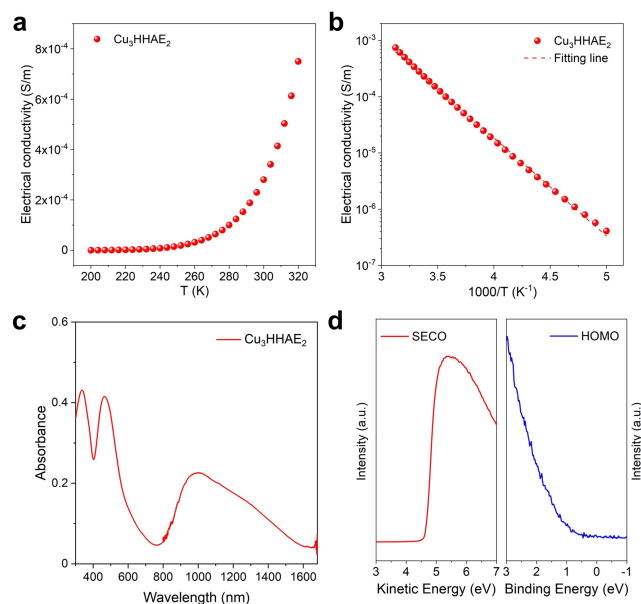 a
Cu₃HHAE₂
Electrical conductivity (S/m)
8x10⁻⁴
6x10⁻⁴
4x10⁻⁴
2x10⁻⁴
0
200 220 240 260 280 300 320
T (K)
b
Cu₃HHAE₂
Fitting line
Electrical conductivity (S/m)
10⁻³
10⁻⁴
10⁻⁵
10⁻⁶
10⁻⁷
3 3.5 4 4.5 5
1000/T (K⁻¹)
c
Cu₃HHAE₂
Absorbance
0.6
0.4
0.2
0
400 600 800 1000 1200 1400 1600
Wavelength (nm)
d
SECO
Intensity (a.u.)
3 4 5 6 7
Kinetic Energy (eV)
HOMO
Intensity (a.u.)
3 2 1 0 -1
Binding Energy (eV)